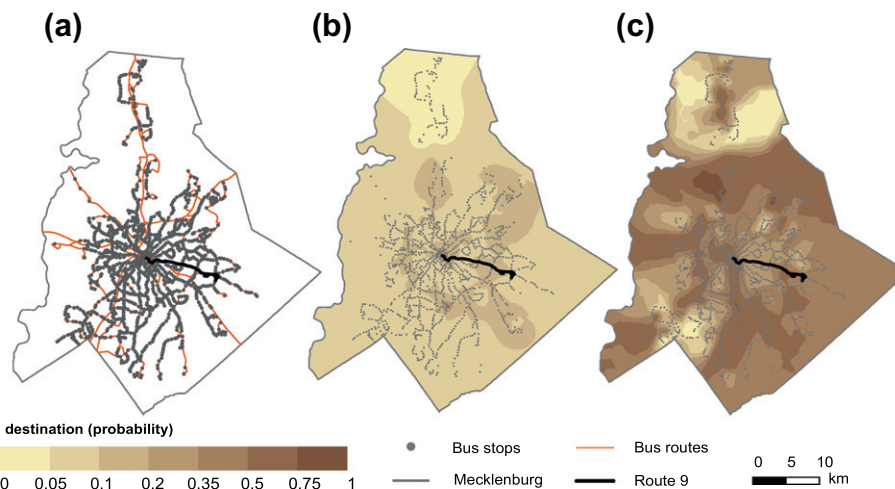 (a) (b) (c)
destination (probability)
0 0.05 0.1 0.2 0.35 0.5 0.75 1
Bus stops Bus routes
Mecklenburg Route 9
0 5 10
km